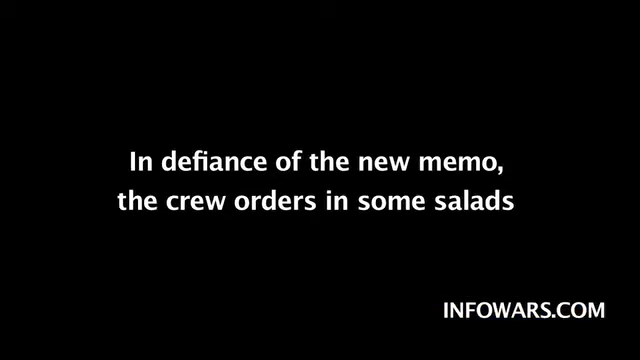 In defiance of the new memo,
the crew orders in some salads
INFOWARS.COM